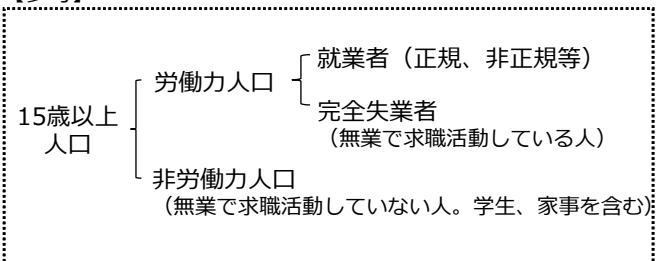 就業者（正規、非正規等）
労働力人口
完全失業者
（無業で求職活動している人）
15歳以上
人口
非労働力人口
（無業で求職活動していない人。学生、家事を含む）